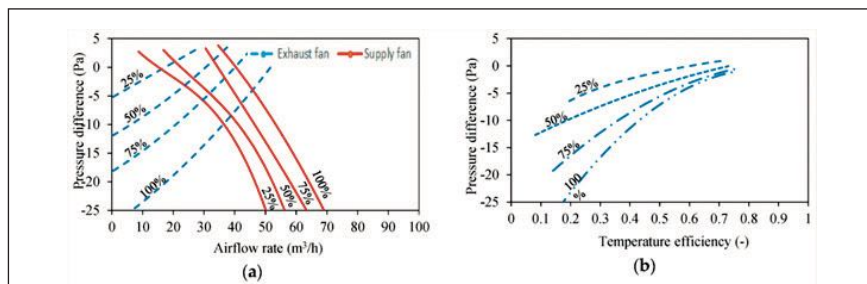 5
Exhaust fan
Supply fan
0
-5
-10
-15
-20
-25
Pressure difference (Pa)
25%
50%
75%
100%
25%
50%
75%
100%
0 10 20 30 40 50 60 70 80 90 100
Airflow rate (m³/h)
(a)
5
0
-5
-10
-15
-20
-25
Pressure difference (Pa)
25%
50%
75%
100
%
0 0.1 0.2 0.3 0.4 0.5 0.6 0.7 0.8 0.9 1
Temperature efficiency (-)
(b)